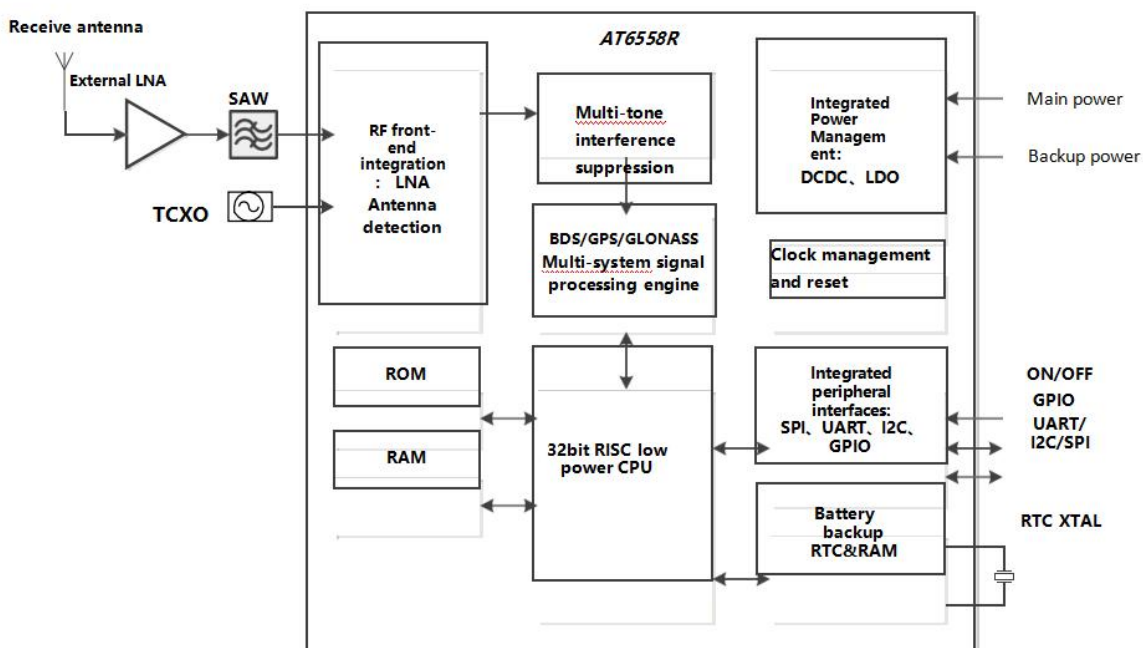 Receive antenna
External LNA
SAW
TCXO
AT6558R
RF front-
end
integration
： LNA
Antenna
detection
Multi-tone
interference
suppression
BDS/GPS/GLONASS
Multi-system signal
processing engine
Integrated
Power
Managem
ent:
DCDC、LDO
Main power
Backup power
Clock management
and reset
ROM
RAM
32bit RISC low
power CPU
Integrated
peripheral
interfaces:
SPI、UART、I2C、
GPIO
ON/OFF
GPIO
UART/
I2C/SPI
Battery
backup
RTC&RAM
RTC XTAL